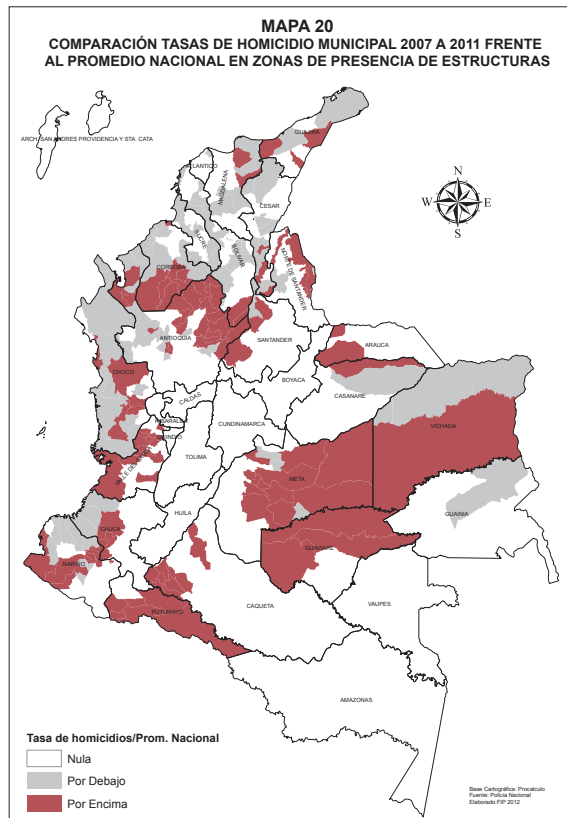 MAPA 20
COMPARACIÓN TASAS DE HOMICIDIO MUNICIPAL 2007 A 2011 FRENTE
AL PROMEDIO NACIONAL EN ZONAS DE PRESENCIA DE ESTRUCTURAS
ARCH. SAN ANDRES PROVIDENCIA Y STA. CATA
GUAJIRA
ATLANTICO
MAGDALENA
CESAR
N
W E
S
SUCRE
BOLIVAR
NORTE DE SANTANDER
CORDOBA
ANTIOQUIA
SANTANDER
ARAUCA
CHOCO
BOYACA
CASANARE
CALDAS
RISARALDA
QUINDIO
CUNDINAMARCA
VICHADA
VALLE DEL CAUCA
TOLIMA
META
GUAINIA
HUILA
CAUCA
GUAVIARE
NARIÑO
CAQUETA
VAUPES
PUTUMAYO
AMAZONAS
Tasa de homicidios/Prom. Nacional
Nula
Por Debajo
Por Encima
Base Cartográfica: Procalculo
Fuente: Policía Nacional
Elaborado:FIP 2012